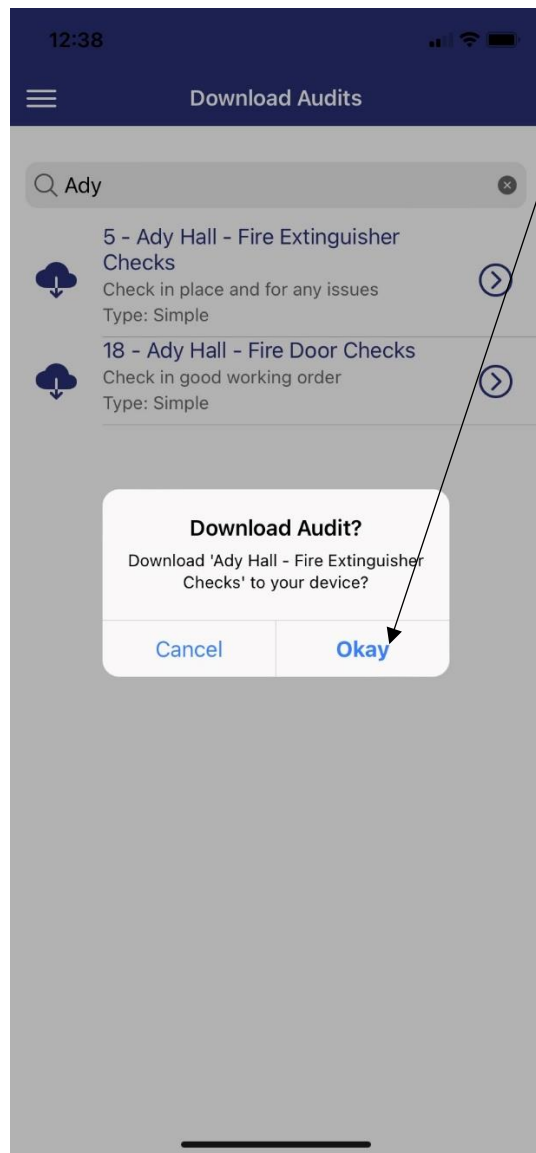 12:38
Download Audits
Ady
5 - Ady Hall - Fire Extinguisher
Checks
Check in place and for any issues
Type: Simple
18 - Ady Hall - Fire Door Checks
Check in good working order
Type: Simple
Download Audit?
Download 'Ady Hall - Fire Extinguisher
Checks' to your device?
Cancel
Okay